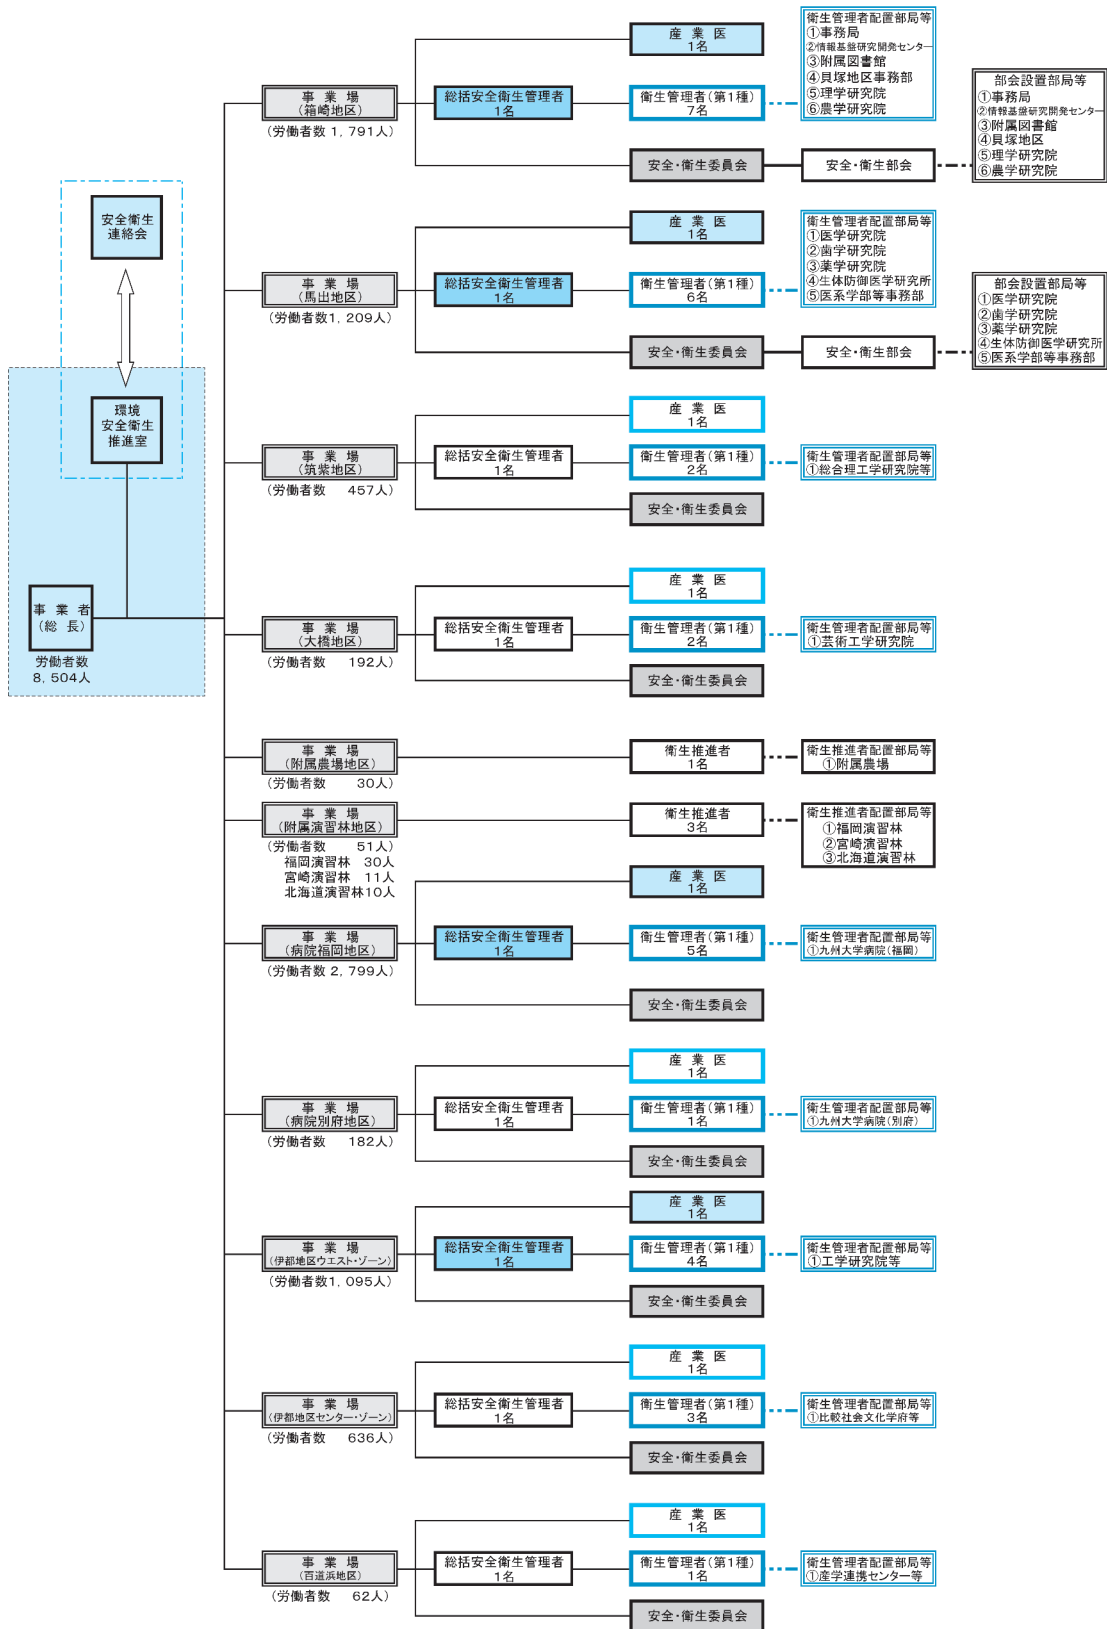 安全衛生
連絡会
環境
安全衛生
推進室
事業者
(総長)
労働者数
8,504人
事業場
(箱崎地区)
(労働者数 1,791人)
総括安全衛生管理者
1名
産業医
1名
衛生管理者(第1種)
7名
安全・衛生委員会
安全・衛生部会
衛生管理者配置部局等
①事務局
②情報基盤研究開発センター
③附属図書館
④貝塚地区事務部
⑤理学研究院
⑥農学研究院
部会設置部局等
①事務局
②情報基盤研究開発センター
③附属図書館
④貝塚地区
⑤理学研究院
⑥農学研究院
事業場
(馬出地区)
(労働者数1,209人)
総括安全衛生管理者
1名
産業医
1名
衛生管理者(第1種)
6名
安全・衛生委員会
安全・衛生部会
衛生管理者配置部局等
①医学研究院
②歯学研究院
③薬学研究院
④生体防御医学研究所
⑤医系学部等事務部
部会設置部局等
①医学研究院
②歯学研究院
③薬学研究院
④生体防御医学研究所
⑤医系学部等事務部
事業場
(筑紫地区)
(労働者数 457人)
総括安全衛生管理者
1名
産業医
1名
衛生管理者(第1種)
2名
安全・衛生委員会
衛生管理者配置部局等
①総合理工学研究院等
事業場
(大橋地区)
(労働者数 192人)
総括安全衛生管理者
1名
産業医
1名
衛生管理者(第1種)
2名
安全・衛生委員会
衛生管理者配置部局等
①芸術工学研究院
事業場
(附属農場地区)
(労働者数 30人)
衛生推進者
1名
衛生推進者配置部局等
①附属農場
事業場
(附属演習林地区)
(労働者数 51人)
福岡演習林 30人
宮崎演習林 11人
北海道演習林10人
衛生推進者
3名
衛生推進者配置部局等
①福岡演習林
②宮崎演習林
③北海道演習林
事業場
(病院福岡地区)
(労働者数 2,799人)
総括安全衛生管理者
1名
産業医
1名
衛生管理者(第1種)
5名
安全・衛生委員会
衛生管理者配置部局等
①九州大学病院(福岡)
事業場
(病院別府地区)
(労働者数 182人)
総括安全衛生管理者
1名
産業医
1名
衛生管理者(第1種)
1名
安全・衛生委員会
衛生管理者配置部局等
①九州大学病院(別府)
事業場
(伊都地区ウエスト・ゾーン)
(労働者数1,095人)
総括安全衛生管理者
1名
産業医
1名
衛生管理者(第1種)
4名
安全・衛生委員会
衛生管理者配置部局等
①工学研究院等
事業場
(伊都地区センター・ゾーン)
(労働者数 636人)
総括安全衛生管理者
1名
産業医
1名
衛生管理者(第1種)
3名
安全・衛生委員会
衛生管理者配置部局等
①比較社会文化学府等
事業場
(百道浜地区)
(労働者数 62人)
総括安全衛生管理者
1名
産業医
1名
衛生管理者(第1種)
1名
安全・衛生委員会
衛生管理者配置部局等
①産学連携センター等